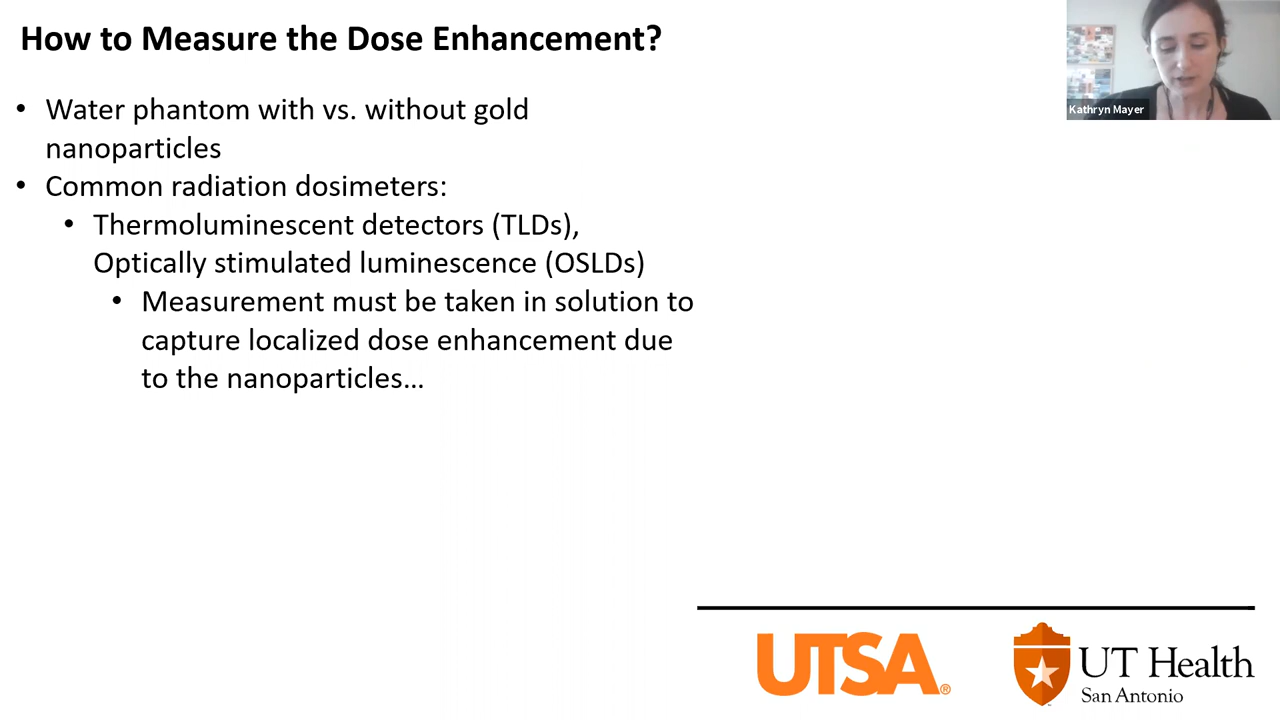 How to Measure the Dose Enhancement?
• Water phantom with vs. without gold
nanoparticles
• Common radiation dosimeters:
• Thermoluminescent detectors (TLDs),
Optically stimulated luminescence (OSLDs)
• Measurement must be taken in solution to
capture localized dose enhancement due
to the nanoparticles…
Kathryn Mayer
UTSA®
UT Health
San Antonio